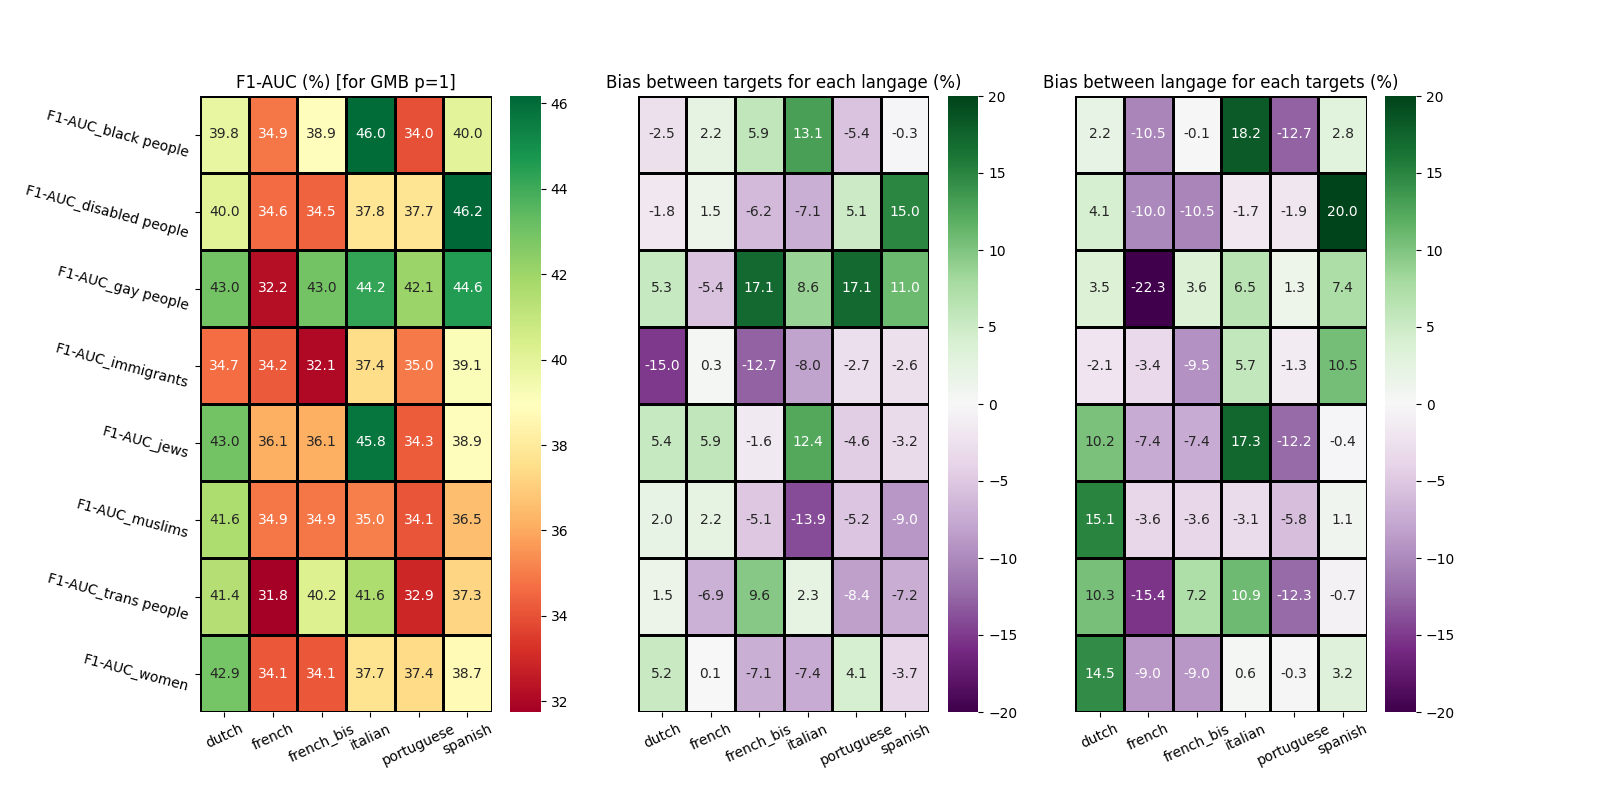 F1-AUC (%) [for GMB p=1]
Bias between targets for each langage (%)
Bias between langage for each targets (%)
F1-AUC_black people
39.8 34.9 38.9 46.0 34.0 40.0
-2.5 2.2 5.9 13.1 -5.4 -0.3
2.2 -10.5 -0.1 18.2 -12.7 2.8
F1-AUC_disabled people
40.0 34.6 34.5 37.8 37.7 46.2
-1.8 1.5 -6.2 -7.1 5.1 15.0
4.1 -10.0 -10.5 -1.7 -1.9 20.0
F1-AUC_gay people
43.0 32.2 43.0 44.2 42.1 44.6
5.3 -5.4 17.1 8.6 17.1 11.0
3.5 -22.3 3.6 6.5 1.3 7.4
F1-AUC_immigrants
34.7 34.2 32.1 37.4 35.0 39.1
-15.0 0.3 -12.7 -8.0 -2.7 -2.6
-2.1 -3.4 -9.5 5.7 -1.3 10.5
F1-AUC_jews
43.0 36.1 36.1 45.8 34.3 38.9
5.4 5.9 -1.6 12.4 -4.6 -3.2
10.2 -7.4 -7.4 17.3 -12.2 -0.4
F1-AUC_muslims
41.6 34.9 34.9 35.0 34.1 36.5
2.0 2.2 -5.1 -13.9 -5.2 -9.0
15.1 -3.6 -3.6 -3.1 -5.8 1.1
F1-AUC_trans people
41.4 31.8 40.2 41.6 32.9 37.3
1.5 -6.9 9.6 2.3 -8.4 -7.2
10.3 -15.4 7.2 10.9 -12.3 -0.7
F1-AUC_women
42.9 34.1 34.1 37.7 37.4 38.7
5.2 0.1 -7.1 -7.4 4.1 -3.7
14.5 -9.0 -9.0 0.6 -0.3 3.2
dutch french french_bis italian portuguese spanish
dutch french french_bis italian portuguese spanish
dutch french french_bis italian portuguese spanish
46
44
42
40
38
36
34
32
20
15
10
5
0
−5
−10
−15
−20
20
15
10
5
0
−5
−10
−15
−20